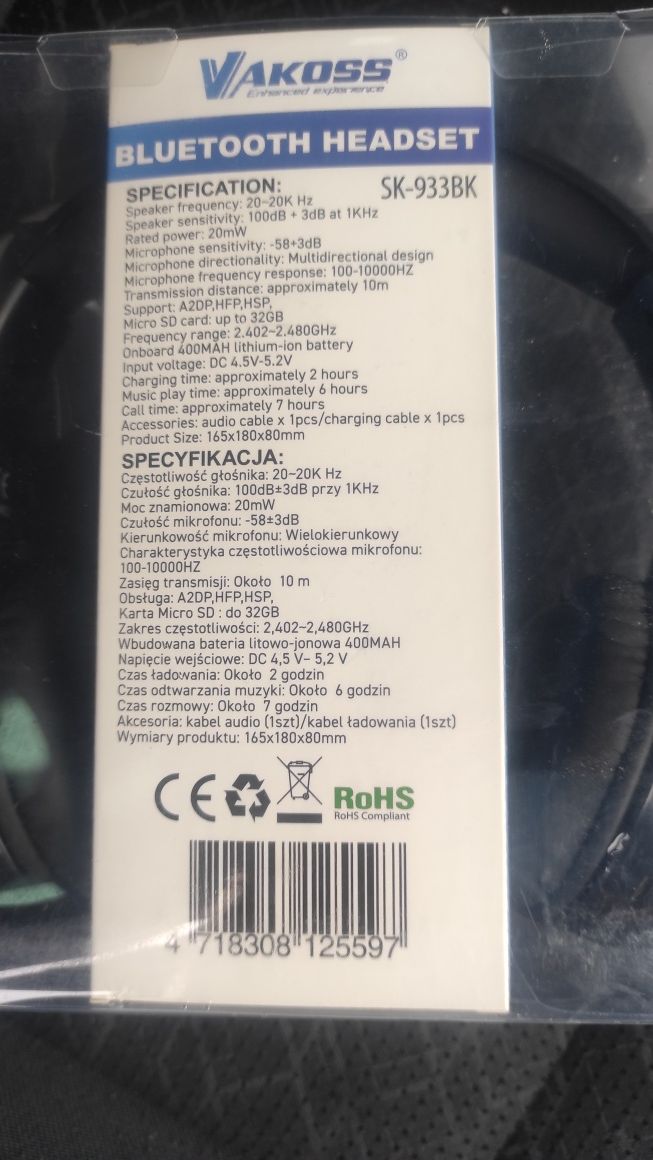 VAKOSS®
Enhanced experience
BLUETOOTH HEADSET
SPECIFICATION:
SK-933BK
Speaker frequency: 20~20K Hz
Speaker sensitivity: 100dB + 3dB at 1KHz
Rated power: 20mW
Microphone sensitivity: -58+3dB
Microphone directionality: Multidirectional design
Microphone frequency response: 100-10000HZ
Transmission distance: approximately 10m
Support: A2DP,HFP,HSP,
Micro SD card: up to 32GB
Frequency range: 2.402~2.480GHz
Onboard 400MAH lithium-ion battery
Input voltage: DC 4.5V-5.2V
Charging time: approximately 2 hours
Music play time: approximately 6 hours
Call time: approximately 7 hours
Accessories: audio cable x 1pcs/charging cable x 1pcs
Product Size: 165x180x80mm
SPECYFIKACJA:
Częstotliwość głośnika: 20~20K Hz
Czułość głośnika: 100dB±3dB przy 1KHz
Moc znamionowa: 20mW
Czułość mikrofonu: -58±3dB
Kierunkowość mikrofonu: Wielokierunkowy
Charakterystyka częstotliwościowa mikrofonu:
100-10000HZ
Zasięg transmisji: Około 10 m
Obsługa: A2DP,HFP,HSP,
Karta Micro SD : do 32GB
Zakres częstotliwości: 2,402~2,480GHz
Wbudowana bateria litowo-jonowa 400MAH
Napięcie wejściowe: DC 4,5 V– 5,2 V
Czas ładowania: Około 2 godzin
Czas odtwarzania muzyki: Około 6 godzin
Czas rozmowy: Około 7 godzin
Akcesoria: kabel audio (1szt)/kabel ładowania (1szt)
Wymiary produktu: 165x180x80mm
CE
RoHS
RoHS Compliant
4 718308 125597